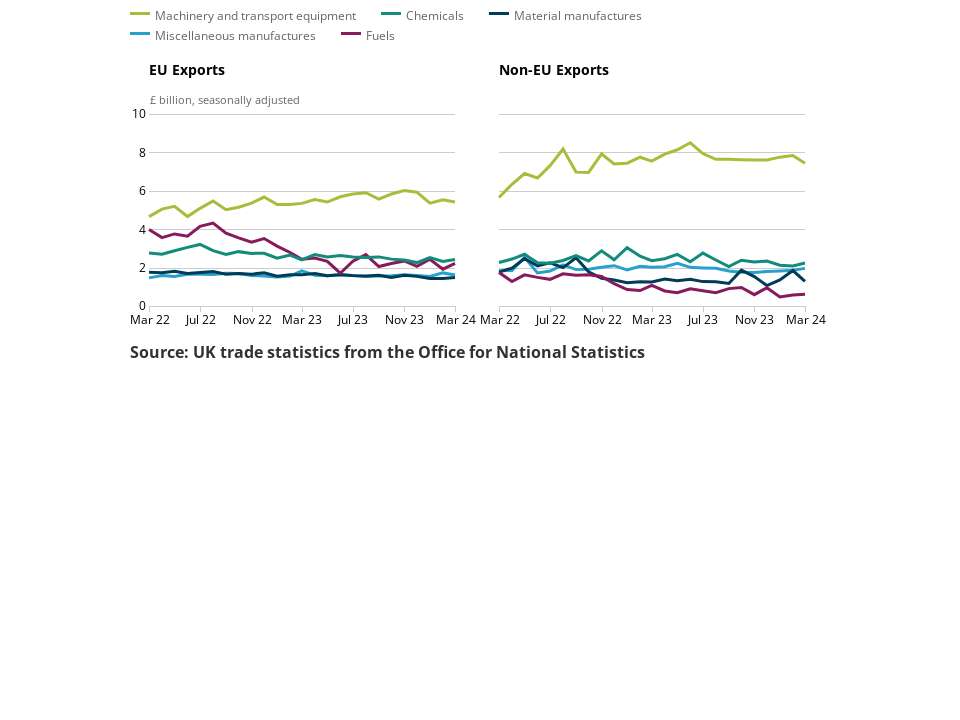 Machinery and transport equipment Chemicals Material manufactures
Miscellaneous manufactures Fuels
EU Exports Non-EU Exports
£ billion, seasonally adjusted
10
8
6
4
2
0
Mar 22 Jul 22 Nov 22 Mar 23 Jul 23 Nov 23 Mar 24 Mar 22 Jul 22 Nov 22 Mar 23 Jul 23 Nov 23 Mar 24
Source: UK trade statistics from the Office for National Statistics